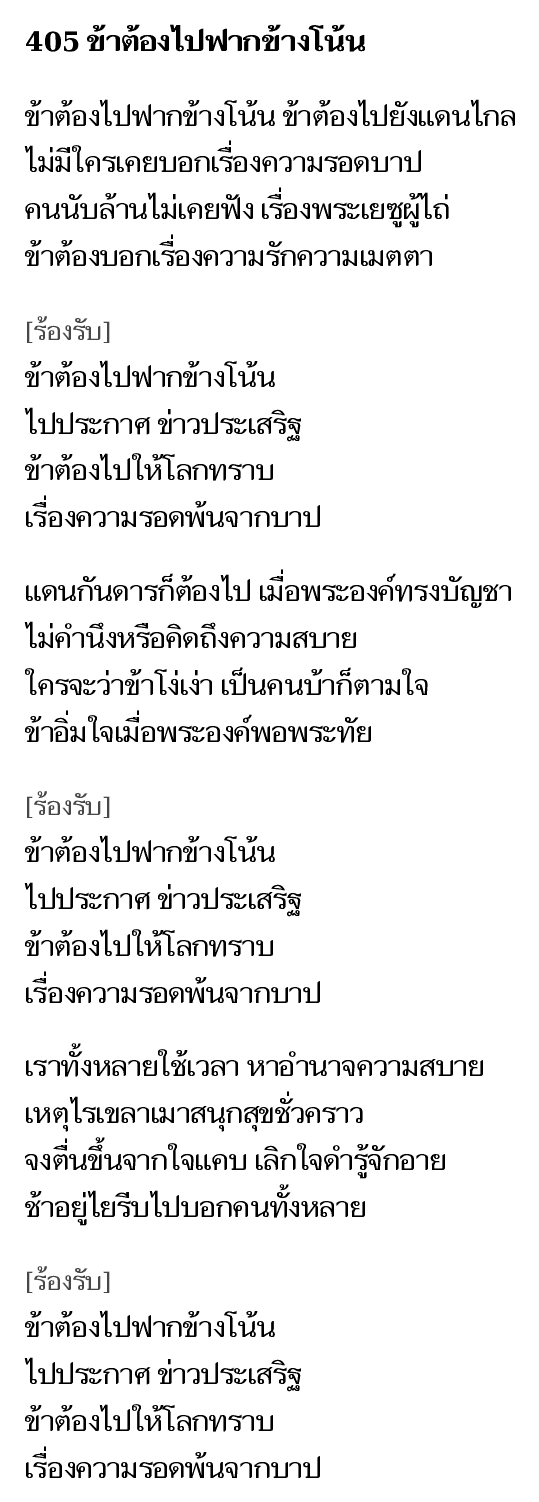 405 ข้าต้องไปฟากข้างโน้น
ข้าต้องไปฟากข้างโน้น ข้าต้องไปยังแดนไกล
ไม่มีใครเคยบอกเรื่องความรอดบาป
คนนับล้านไม่เคยฟัง เรื่องพระเยซูผู้ไถ่
ข้าต้องบอกเรื่องความรักความเมตตา
[ร้องรับ]
ข้าต้องไปฟากข้างโน้น
ไปประกาศ ข่าวประเสริฐ
ข้าต้องไปให้โลกทราบ
เรื่องความรอดพ้นจากบาป
แดนกันดารก็ต้องไป เมื่อพระองค์ทรงบัญชา
ไม่คำนึงหรือคิดถึงความสบาย
ใครจะว่าข้าโง่เง่า เป็นคนบ้าก็ตามใจ
ข้าอิ่มใจเมื่อพระองค์พอพระทัย
[ร้องรับ]
ข้าต้องไปฟากข้างโน้น
ไปประกาศ ข่าวประเสริฐ
ข้าต้องไปให้โลกทราบ
เรื่องความรอดพ้นจากบาป
เราทั้งหลายใช้เวลา หาอำนาจความสบาย
เหตุไรเขลาเมาสนุกสุขชั่วคราว
จงตื่นขึ้นจากใจแคบ เลิกใจดำรู้จักอาย
ช้าอยู่ไยรีบไปบอกคนทั้งหลาย
[ร้องรับ]
ข้าต้องไปฟากข้างโน้น
ไปประกาศ ข่าวประเสริฐ
ข้าต้องไปให้โลกทราบ
เรื่องความรอดพ้นจากบาป